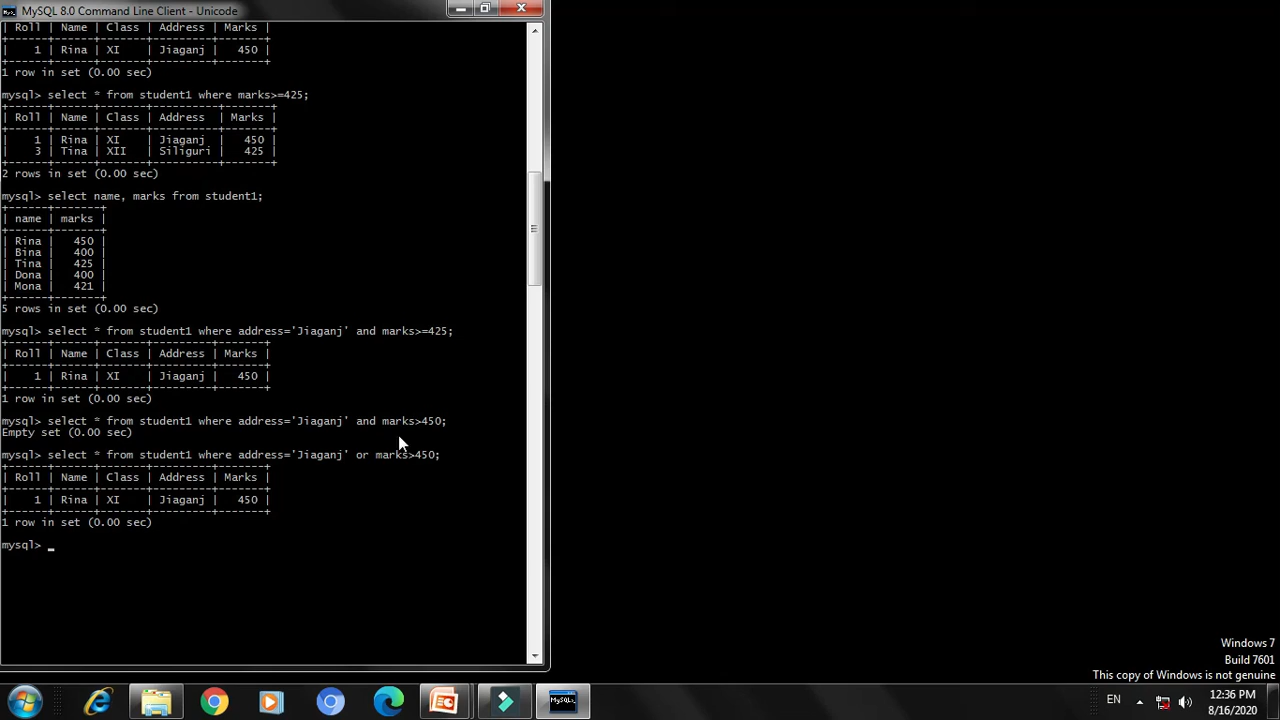 MySQL 8.0 Command Line Client - Unicode
| Roll | Name | Class | Address | Marks |
+------+------+-------+---------+-------+
| 1 | Rina | XI | Jiaganj | 450 |
+------+------+-------+---------+-------+
1 row in set (0.00 sec)
mysql> select * from student1 where marks>=425;
+------+------+-------+----------+-------+
| Roll | Name | Class | Address | Marks |
+------+------+-------+----------+-------+
| 1 | Rina | XI | Jiaganj | 450 |
| 3 | Tina | XII | Siliguri | 425 |
+------+------+-------+----------+-------+
2 rows in set (0.00 sec)
mysql> select name, marks from student1;
+------+-------+
| name | marks |
+------+-------+
| Rina | 450 |
| Bina | 400 |
| Tina | 425 |
| Dona | 400 |
| Mona | 421 |
+------+-------+
5 rows in set (0.00 sec)
mysql> select * from student1 where address='Jiaganj' and marks>=425;
+------+------+-------+---------+-------+
| Roll | Name | Class | Address | Marks |
+------+------+-------+---------+-------+
| 1 | Rina | XI | Jiaganj | 450 |
+------+------+-------+---------+-------+
1 row in set (0.00 sec)
mysql> select * from student1 where address='Jiaganj' and marks>450;
Empty set (0.00 sec)
mysql> select * from student1 where address='Jiaganj' or marks>450;
+------+------+-------+---------+-------+
| Roll | Name | Class | Address | Marks |
+------+------+-------+---------+-------+
| 1 | Rina | XI | Jiaganj | 450 |
+------+------+-------+---------+-------+
1 row in set (0.00 sec)
mysql> _
Windows 7
Build 7601
This copy of Windows is not genuine
EN
12:36 PM
8/16/2020